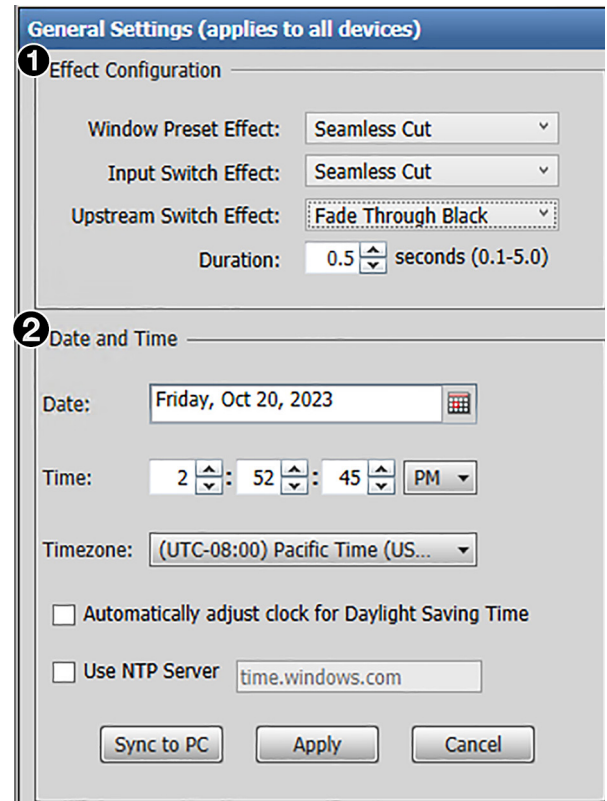 General Settings (applies to all devices)
1
Effect Configuration
Window Preset Effect: Seamless Cut
Input Switch Effect: Seamless Cut
Upstream Switch Effect: Fade Through Black
Duration: 0.5 seconds (0.1-5.0)
2
Date and Time
Date: Friday, Oct 20, 2023
Time: 2 : 52 : 45 PM
Timezone: (UTC-08:00) Pacific Time (US...
Automatically adjust clock for Daylight Saving Time
Use NTP Server time.windows.com
Sync to PC Apply Cancel